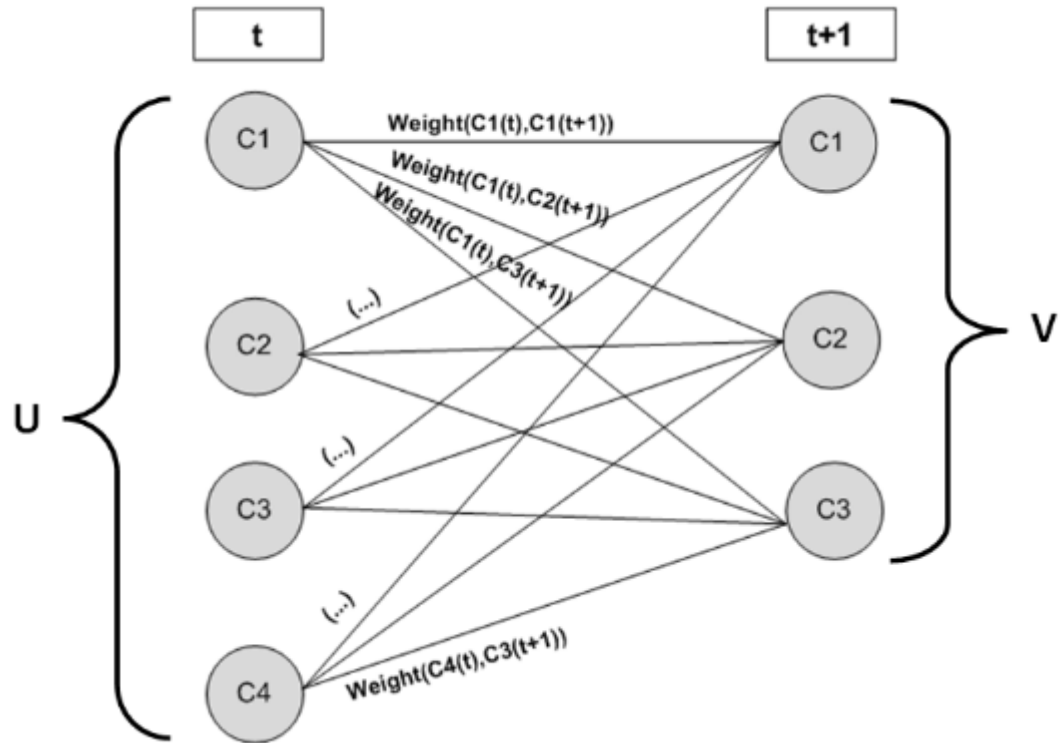 t
t+1
C1
Weight(C1(t),C1(t+1))
C1
Weight(C1(t),C2(t+1))
Weight(C1(t),C3(t+1))
(...)
C2
C2
V
U
(...)
C3
C3
(...)
Weight(C4(t),C3(t+1))
C4